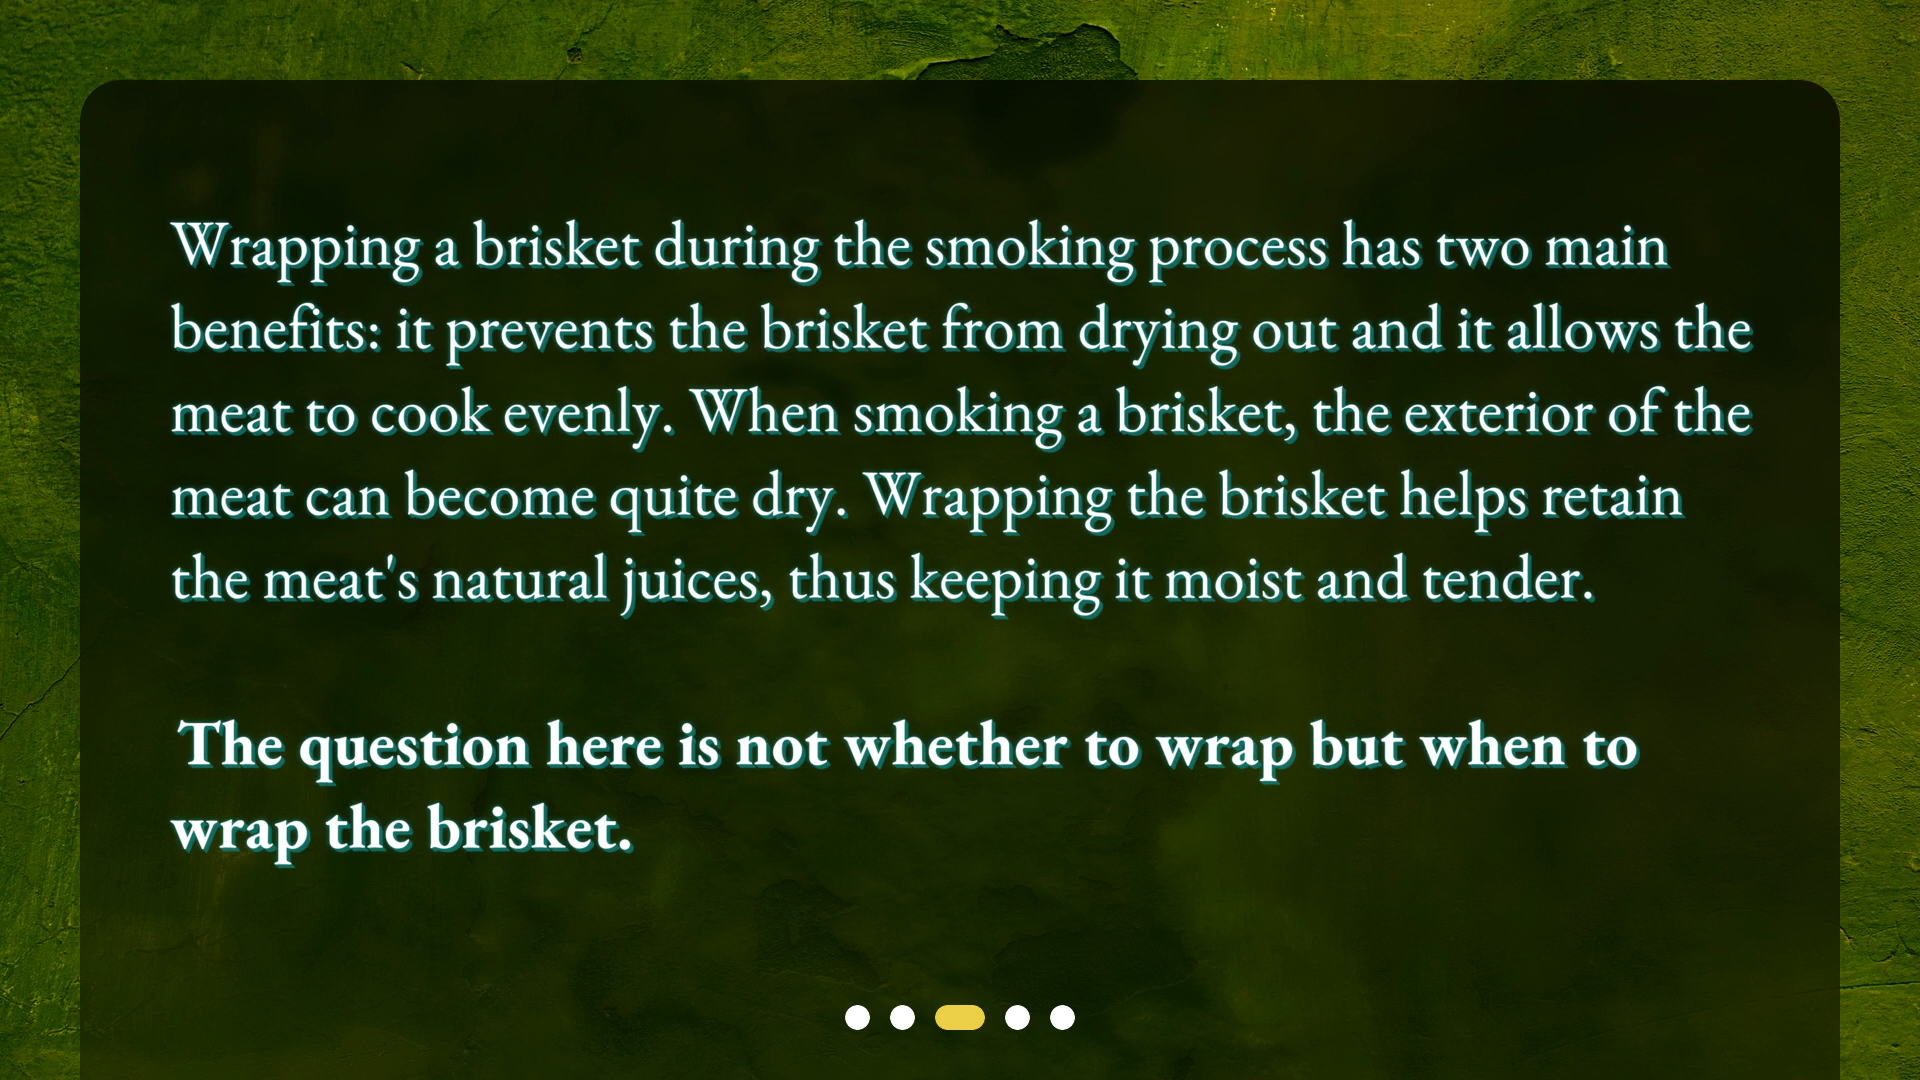 Wrapping a brisket during the smoking process has two main
benefits: it prevents the brisket from drying out and it allows the
meat to cook evenly. When smoking a brisket, the exterior of the
meat can become quite dry. Wrapping the brisket helps retain
the meat's natural juices, thus keeping it moist and tender.
The question here is not whether to wrap but when to
wrap the brisket.